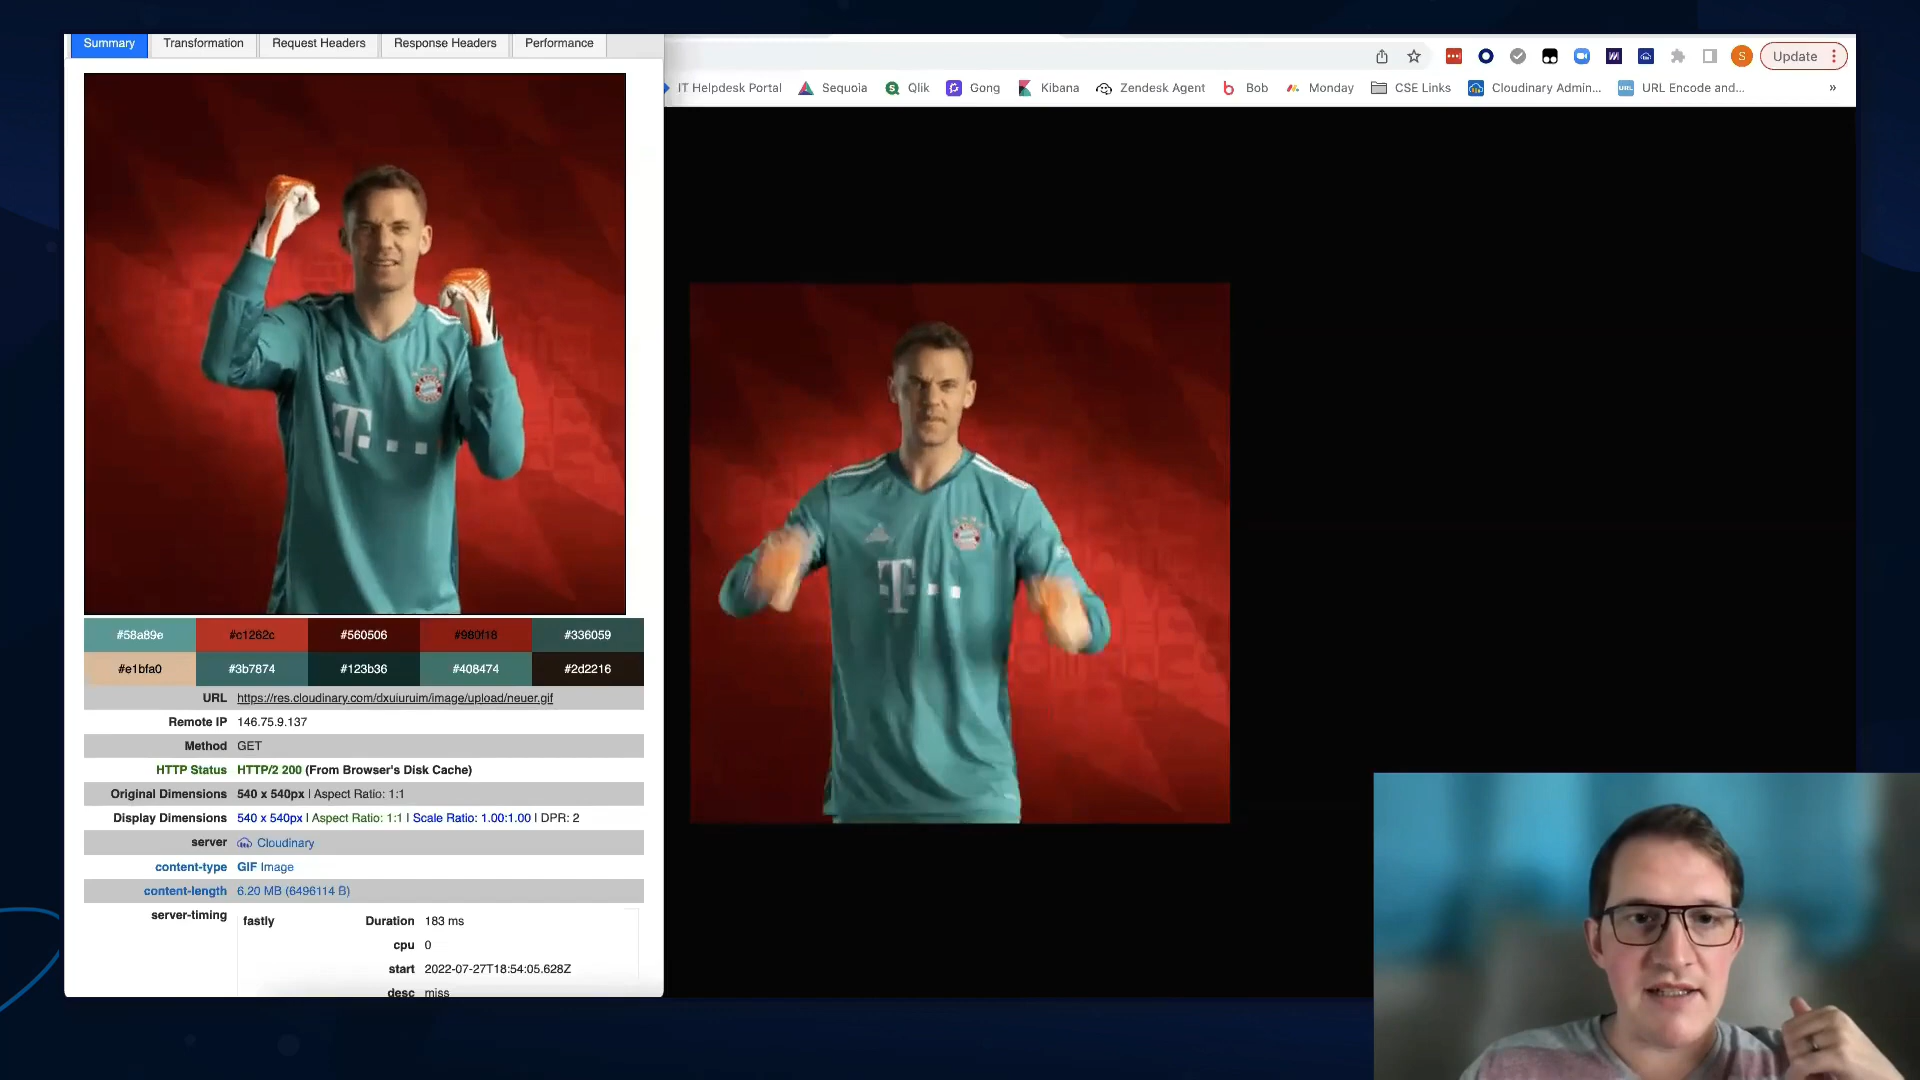 Summary Transformation Request Headers Response Headers Performance
S Update
IT Helpdesk Portal Sequoia Qlik Gong Kibana Zendesk Agent Bob Monday CSE Links Cloudinary Admin... URL URL Encode and... »
T
T
#58a89e #c1262c #560506 #980f18 #336059
#e1bfa0 #3b7874 #123b36 #408474 #2d2216
URL https://res.cloudinary.com/dxuiuruim/image/upload/neuer.gif
Remote IP 146.75.9.137
Method GET
HTTP Status HTTP/2 200 (From Browser's Disk Cache)
Original Dimensions 540 x 540px | Aspect Ratio: 1:1
Display Dimensions 540 x 540px | Aspect Ratio: 1:1 | Scale Ratio: 1.00:1.00 | DPR: 2
server Cloudinary
content-type GIF Image
content-length 6.20 MB (6496114 B)
server-timing fastly Duration 183 ms
cpu 0
start 2022-07-27T18:54:05.628Z
desc miss